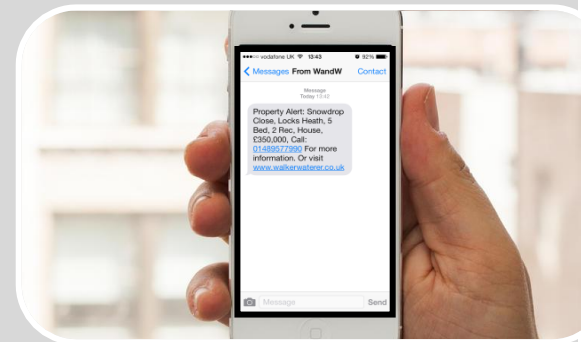 vodafone UK 13:43 92%
Messages From WandW Contact
Message
Today 13:42
Property Alert: Snowdrop
Close, Locks Heath, 5
Bed, 2 Rec, House,
£350,000, Call:
01489577990 For more
information. Or visit
www.walkerwaterer.co.uk
Message Send